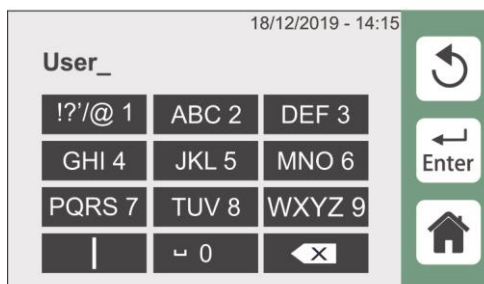 18/12/2019 - 14:15
User_
!?'/@ 1 ABC 2 DEF 3
GHI 4 JKL 5 MNO 6
Enter
PQRS 7 TUV 8 WXYZ 9
| ␣ 0